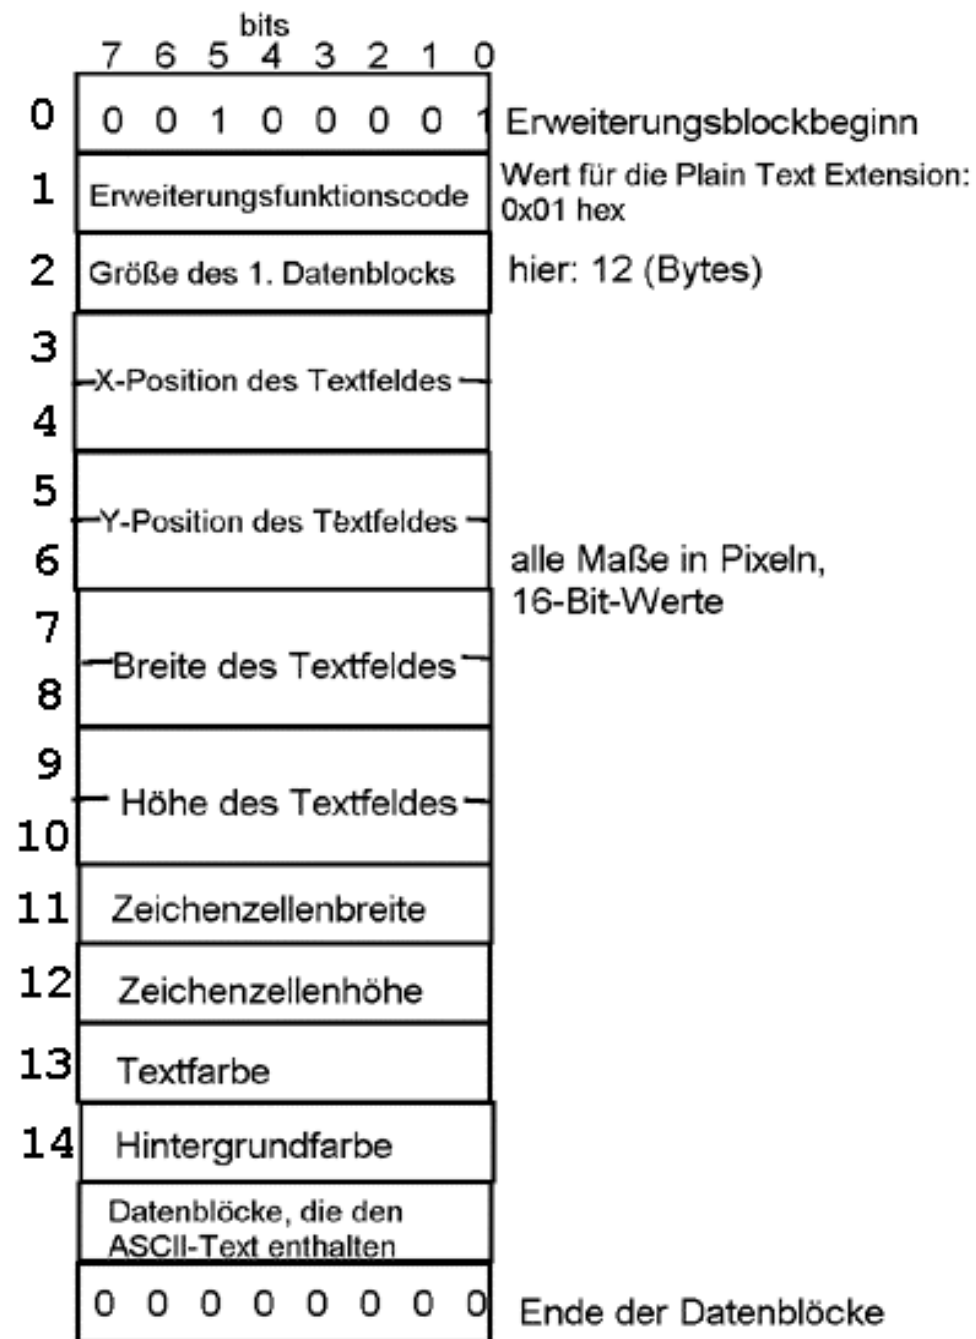 bits
7 6 5 4 3 2 1 0
0 0 0 1 0 0 0 0 1 Erweiterungsblockbeginn
1 Erweiterungsfunktionscode Wert für die Plain Text Extension:
0x01 hex
2 Größe des 1. Datenblocks hier: 12 (Bytes)
3
X-Position des Textfeldes
4
5
Y-Position des Textfeldes
6 alle Maße in Pixeln,
16-Bit-Werte
7
Breite des Textfeldes
8
9
Höhe des Textfeldes
10
11 Zeichenzellenbreite
12 Zeichenzellenhöhe
13 Textfarbe
14 Hintergrundfarbe
Datenblöcke, die den
ASCII-Text enthalten
0 0 0 0 0 0 0 0 Ende der Datenblöcke